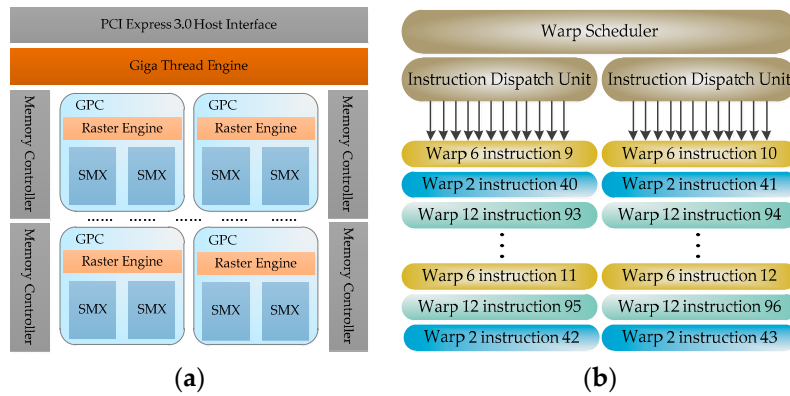 PCI Express 3.0 Host Interface
Giga Thread Engine
Memory Controller
GPC
Raster Engine
SMX
SMX
GPC
Raster Engine
SMX
SMX
Memory Controller
......
......
......
......
......
Memory Controller
GPC
Raster Engine
SMX
SMX
GPC
Raster Engine
SMX
SMX
Memory Controller
(a)
Warp Scheduler
Instruction Dispatch Unit
Instruction Dispatch Unit
Warp 6 instruction 9
Warp 6 instruction 10
Warp 2 instruction 40
Warp 2 instruction 41
Warp 12 instruction 93
Warp 12 instruction 94
Warp 6 instruction 11
Warp 6 instruction 12
Warp 12 instruction 95
Warp 12 instruction 96
Warp 2 instruction 42
Warp 2 instruction 43
(b)